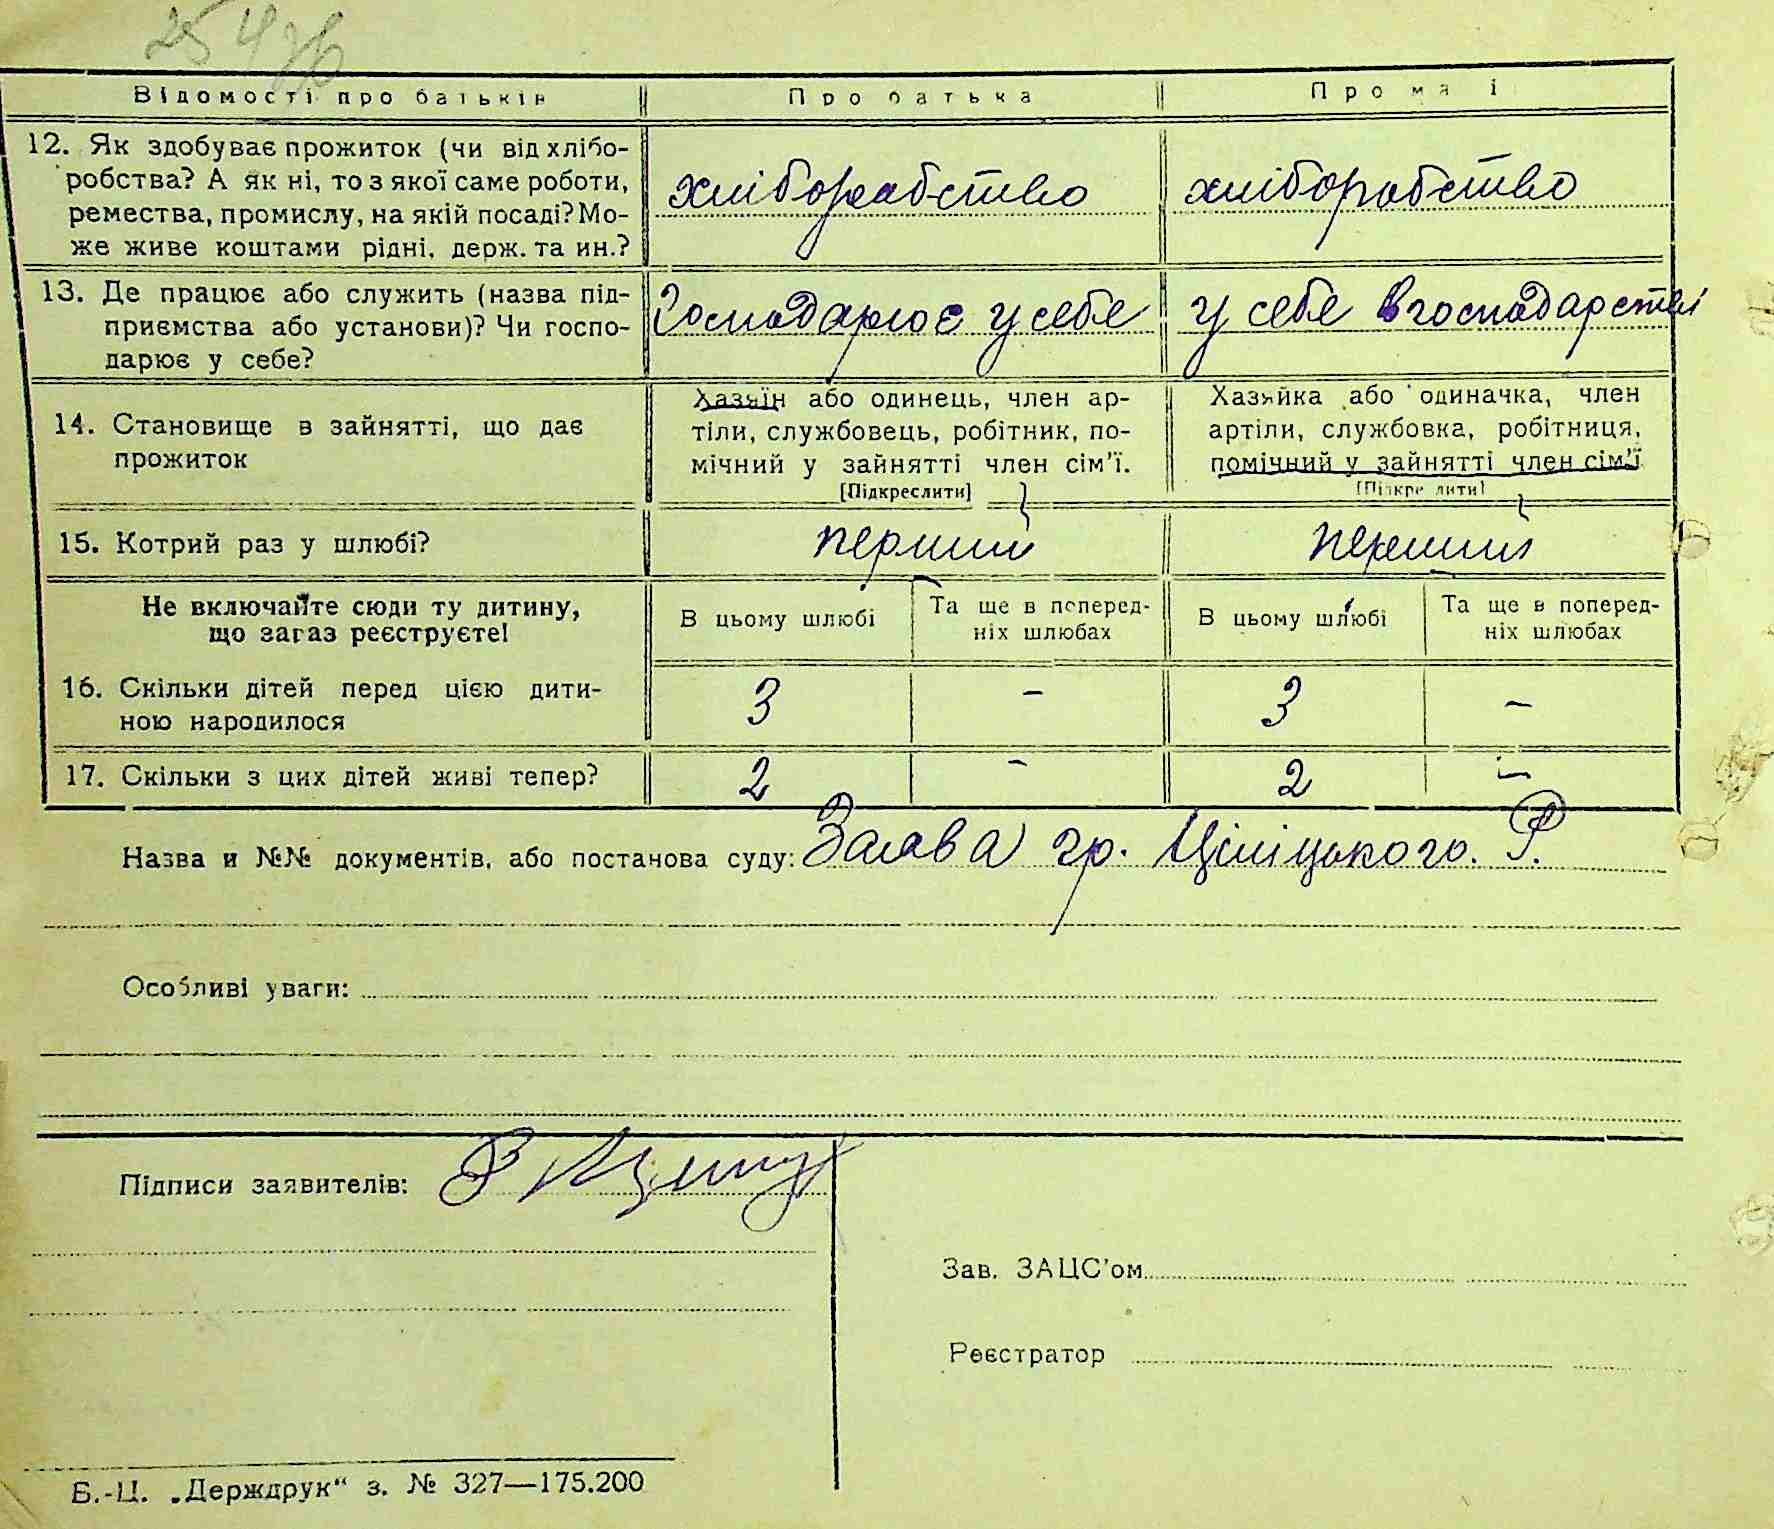 254
Відомості про батьків Про батька Про ма і
12. Як здобуває прожиток (чи від хлібо- робства? А як ні, то з якої саме роботи, ремества, промислу, на якій посаді? Мо- же живе коштами рідні, держ. та ин.? хліборобство хліборобство
13. Де працює або служить (назва під- приємства або установи)? Чи госпо- дарює у себе? Господарює у себе у себе в господарстві
14. Становище в зайнятті, що дає прожиток
Хазяїн або одинець, член ар-
тіли, службовець, робітник, по-
мічний у зайнятті член сім'ї.
[Підкреслити]
Хазяйка або одиначка, член
артіли, службовка, робітниця,
помічний у зайнятті член сім'ї
[Підкре лити]
15. Котрий раз у шлюбі? перший перший
Не включайте сюди ту дитину,
що загаз реєструєте!
В цьому шлюбі
Та ще в поперед-
ніх шлюбах
В цьому шлюбі
Та ще в поперед-
ніх шлюбах
16. Скільки дітей перед цією дити- ною народилося 3 – 3 –
17. Скільки з цих дітей живі тепер? 2 – 2 –
Назва и №№ документів, або постанова суду: Заява гр. Ціліцького. Р.
Особливі уваги:
Підписи заявителів:
Зав. ЗАЦС'ом
Реєстратор
Б.-Ц. „Держдрук“ з. № 327—175.200